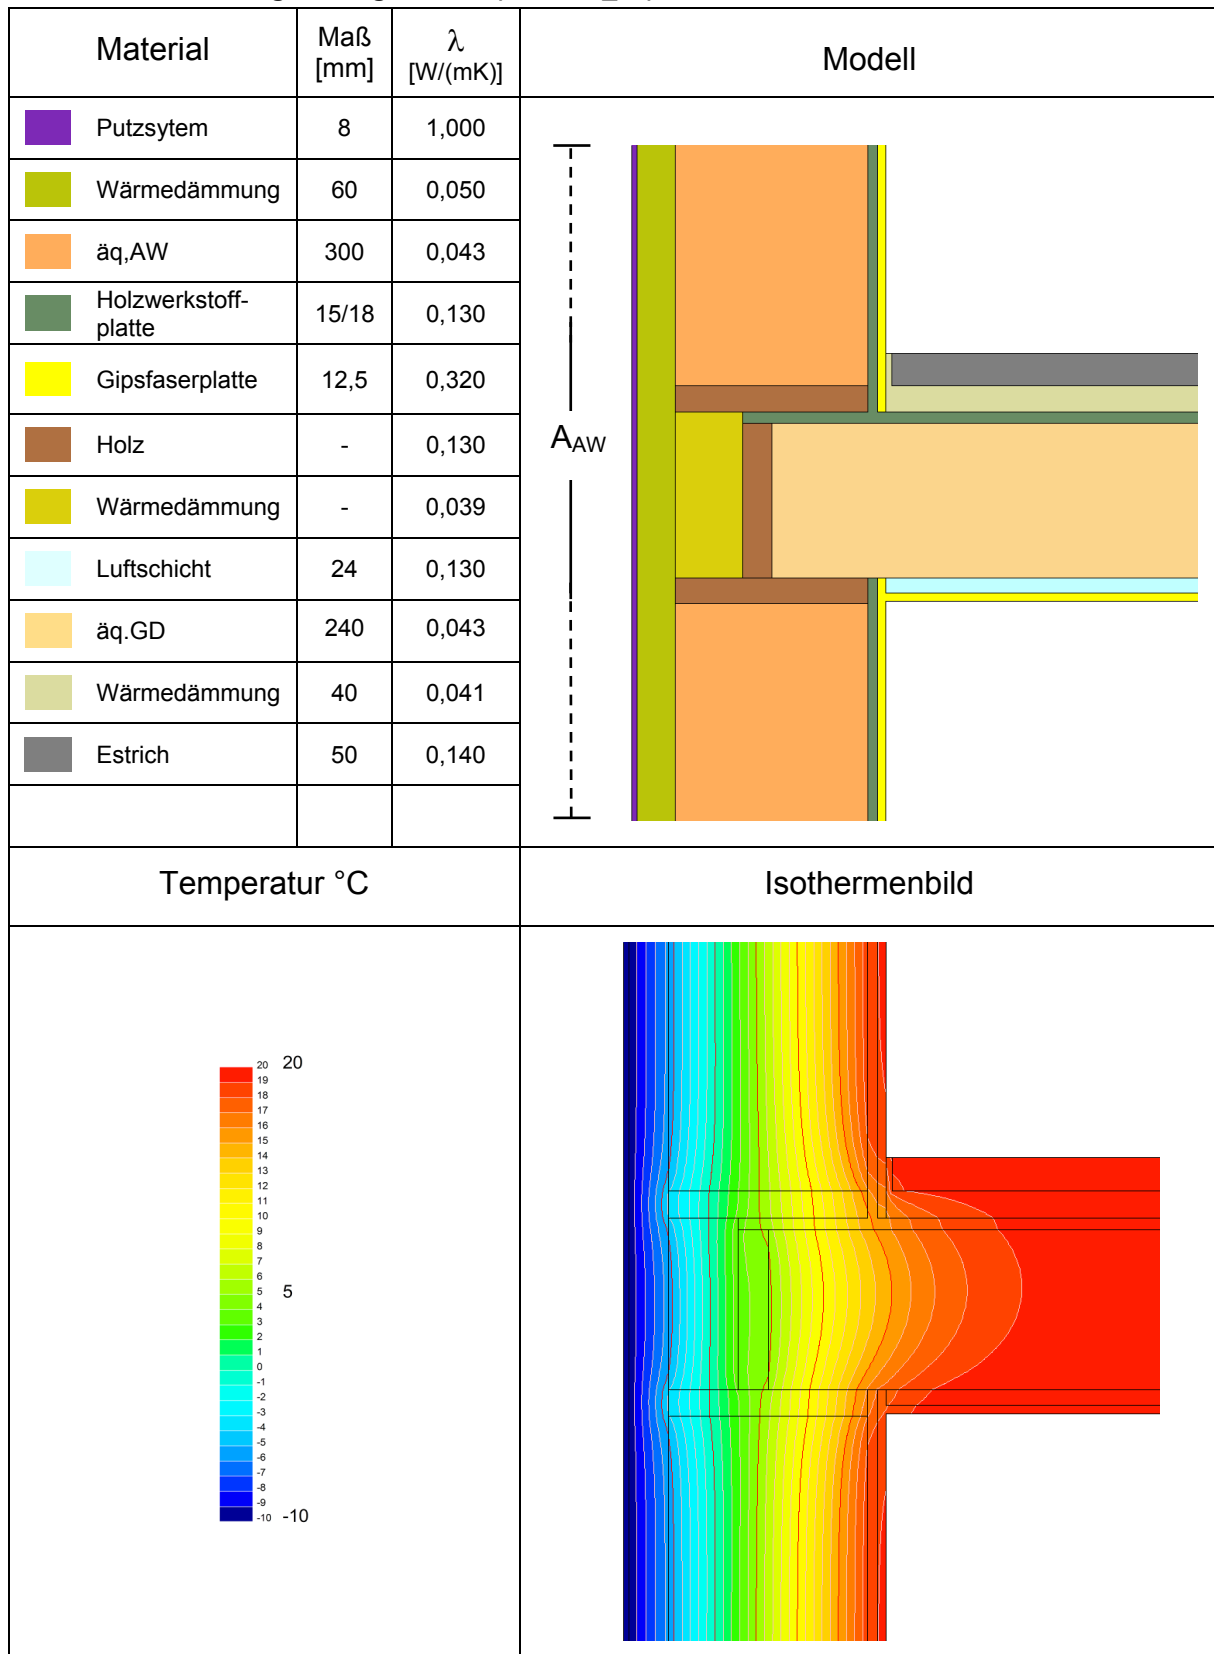 Material Maß [mm] λ [W/(mK)] Modell
Putzsytem 8 1,000
Wärmedämmung 60 0,050
äq,AW 300 0,043
Holzwerkstoff-
platte 15/18 0,130
Gipsfaserplatte 12,5 0,320
Holz - 0,130
Wärmedämmung - 0,039
Luftschicht 24 0,130
äq.GD 240 0,043
Wärmedämmung 40 0,041
Estrich 50 0,140
AAW
Temperatur °C Isothermenbild
20 20
19
18
17
16
15
14
13
12
11
10
9
8
7
6
5 5
4
3
2
1
0
-1
-2
-3
-4
-5
-6
-7
-8
-9
-10 -10